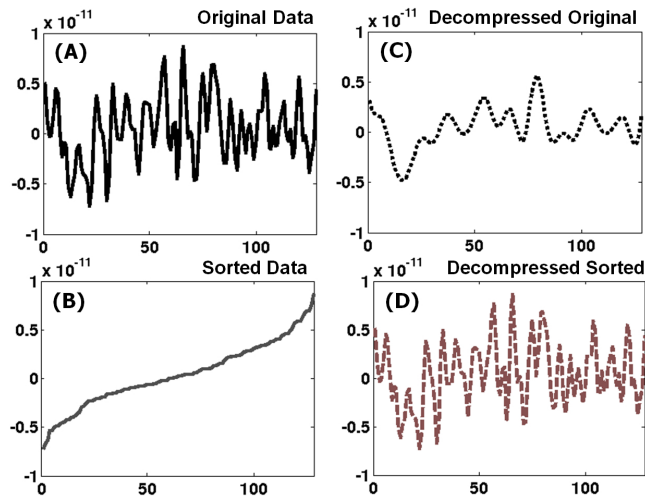 x 10⁻¹¹ Original Data
(A)
1
0.5
0
-0.5
-1
0 50 100
x 10⁻¹¹ Decompressed Original
(C)
1
0.5
0
-0.5
-1
0 50 100
x 10⁻¹¹ Sorted Data
(B)
1
0.5
0
-0.5
-1
0 50 100
x 10⁻¹¹ Decompressed Sorted
(D)
1
0.5
0
-0.5
-1
0 50 100